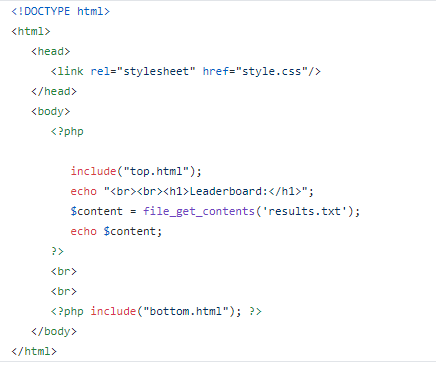 <!DOCTYPE html>
<html>
<head>
<link rel="stylesheet" href="style.css"/>
</head>
<body>
<?php
include("top.html");
echo "<br><br><h1>Leaderboard:</h1>";
$content = file_get_contents('results.txt');
echo $content;
?>
<br>
<br>
<?php include("bottom.html"); ?>
</body>
</html>